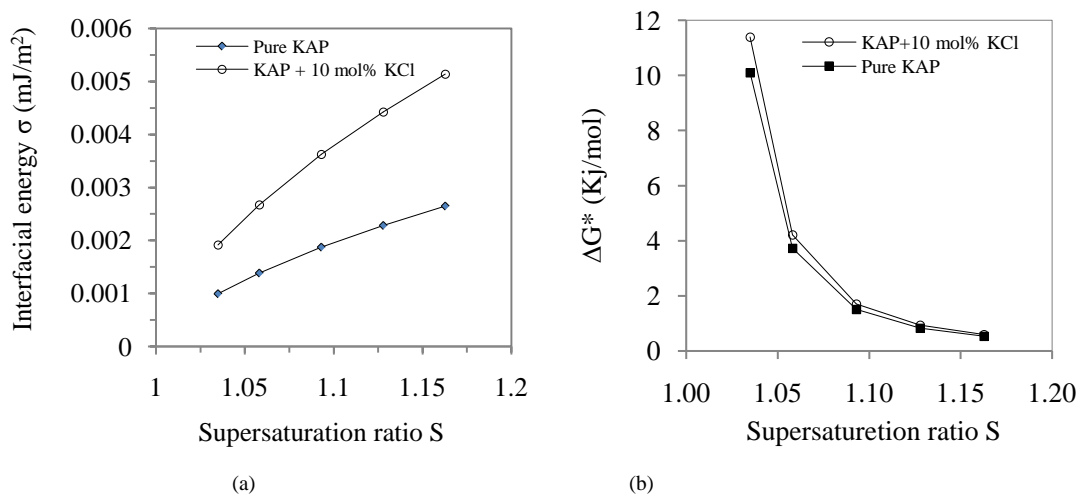 0.006
0.005
0.004
0.003
0.002
0.001
0
1
1.05
1.1
1.15
1.2
Interfacial energy σ (mJ/m²)
Supersaturation ratio S
Pure KAP
KAP + 10 mol% KCl
(a)
12
10
8
6
4
2
0
1.00
1.05
1.10
1.15
1.20
ΔG* (Kj/mol)
Supersaturetion ratio S
KAP+10 mol% KCl
Pure KAP
(b)